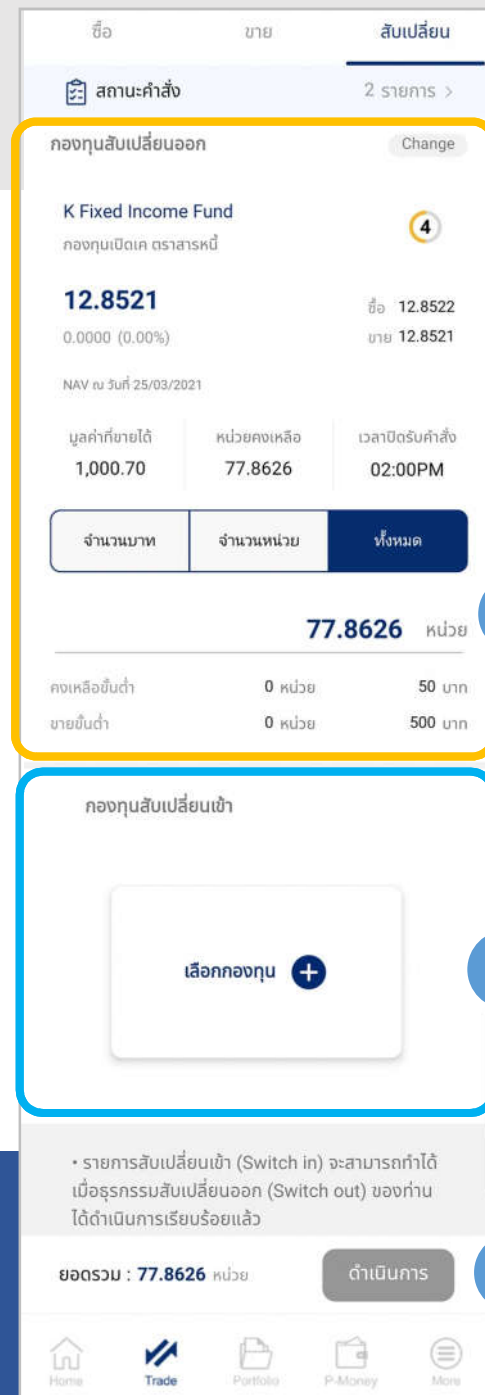 ซื้อ ขาย สับเปลี่ยน
สถานะคำสั่ง 2 รายการ >
กองทุนสับเปลี่ยนออก Change
K Fixed Income Fund 4
กองทุนเปิดเค ตราสารหนี้
12.8521 ซื้อ 12.8522
0.0000 (0.00%) ขาย 12.8521
NAV ณ วันที่ 25/03/2021
มูลค่าที่ขายได้ หน่วยคงเหลือ เวลาปิดรับคำสั่ง
1,000.70 77.8626 02:00PM
จำนวนบาท จำนวนหน่วย ทั้งหมด
77.8626 หน่วย
คงเหลือขั้นต่ำ 0 หน่วย 50 บาท
ขายขั้นต่ำ 0 หน่วย 500 บาท
กองทุนสับเปลี่ยนเข้า
เลือกกองทุน +
• รายการสับเปลี่ยนเข้า (Switch in) จะสามารถทำได้
เมื่อธุรกรรมสับเปลี่ยนออก (Switch out) ของท่าน
ได้ดำเนินการเรียบร้อยแล้ว
ยอดรวม : 77.8626 หน่วย ดำเนินการ
Home Trade Portfolio P-Money More